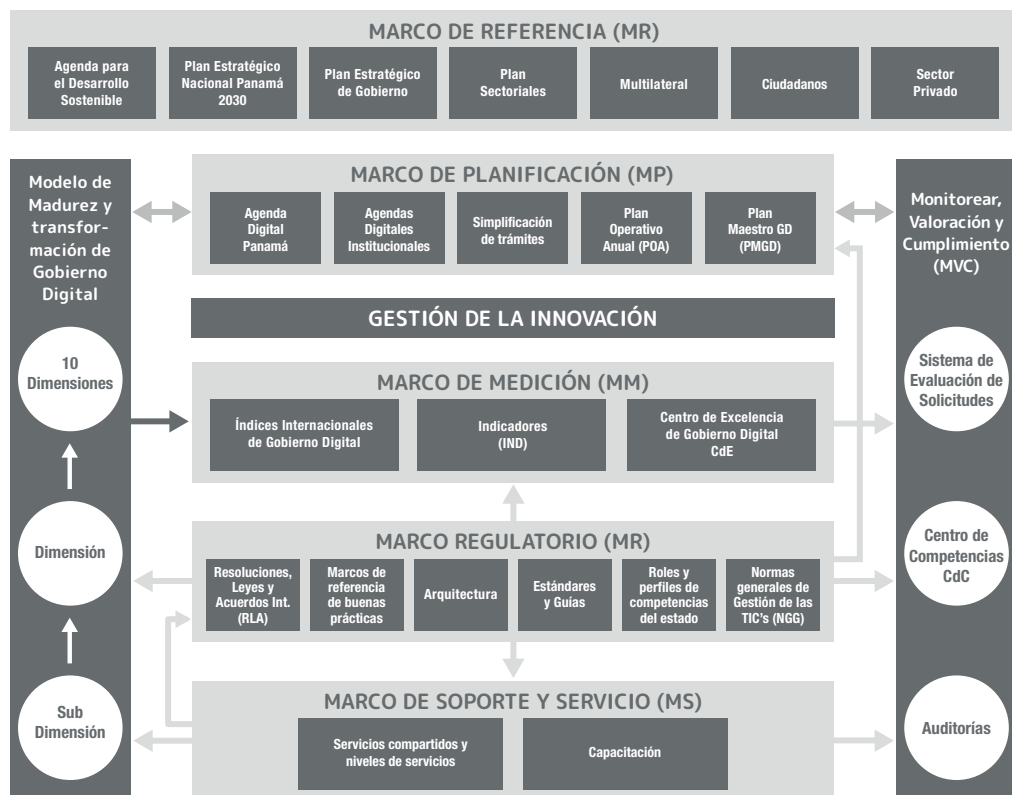 MARCO DE REFERENCIA (MR)
Agenda para
el Desarrollo
Sostenible
Plan Estratégico
Nacional Panamá
2030
Plan Estratégico
de Gobierno
Plan
Sectoriales
Multilateral
Ciudadanos
Sector
Privado
Modelo de
Madurez y
transfor-
mación de
Gobierno
Digital
10
Dimensiones
Dimensión
Sub
Dimensión
MARCO DE PLANIFICACIÓN (MP)
Agenda
Digital
Panamá
Agendas
Digitales
Institucionales
Simplificación
de trámites
Plan
Operativo
Anual (POA)
Plan
Maestro GD
(PMGD)
GESTIÓN DE LA INNOVACIÓN
MARCO DE MEDICIÓN (MM)
Índices Internacionales
de Gobierno Digital
Indicadores
(IND)
Centro de Excelencia
de Gobierno Digital
CdE
MARCO REGULATORIO (MR)
Resoluciones,
Leyes y
Acuerdos Int.
(RLA)
Marcos de
referencia
de buenas
prácticas
Arquitectura
Estándares
y Guías
Roles y
perfiles de
competencias
del estado
Normas
generales de
Gestión de las
TIC's (NGG)
MARCO DE SOPORTE Y SERVICIO (MS)
Servicios compartidos y
niveles de servicios
Capacitación
Monitorear,
Valoración y
Cumplimiento
(MVC)
Sistema de
Evaluación de
Solicitudes
Centro de
Competencias
CdC
Auditorías